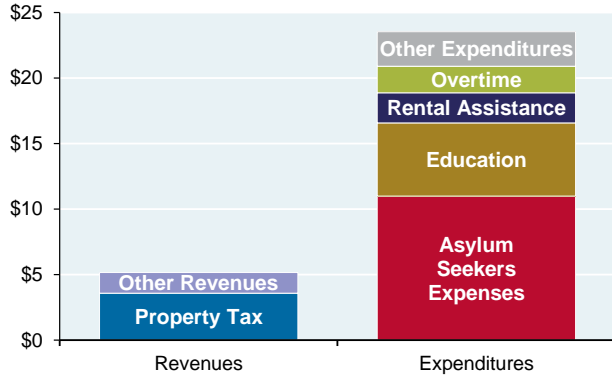 $25
$20
$15
$10
$5
$0
Other Expenditures
Overtime
Rental Assistance
Education
Asylum
Seekers
Expenses
Other Revenues
Property Tax
Revenues
Expenditures